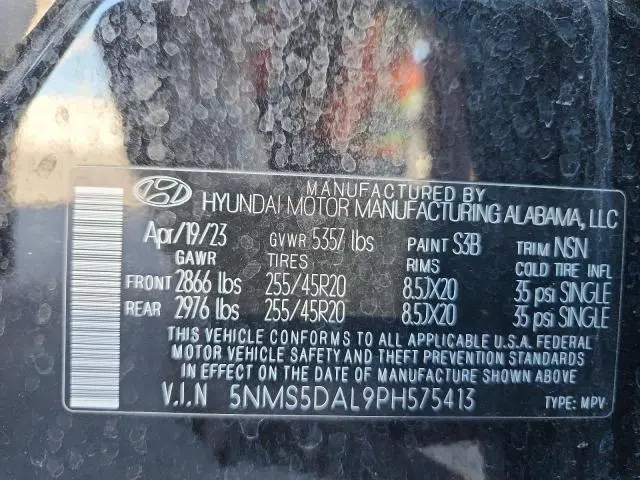 MANUFACTURED BY
HYUNDAI MOTOR MANUFACTURING ALABAMA, LLC
Apr/19/23 GVWR 5357 lbs PAINT S3B TRIM NSN
GAWR TIRES RIMS COLD TIRE INFL
FRONT 2866 lbs 255/45R20 8.5JX20 35 psi SINGLE
REAR 2976 lbs 255/45R20 8.5JX20 35 psi SINGLE
THIS VEHICLE CONFORMS TO ALL APPLICABLE U.S.A. FEDERAL
MOTOR VEHICLE SAFETY AND THEFT PREVENTION STANDARDS
IN EFFECT ON THE DATE OF MANUFACTURE SHOWN ABOVE.
V.I.N 5NMS5DAL9PH575413 TYPE: MPV